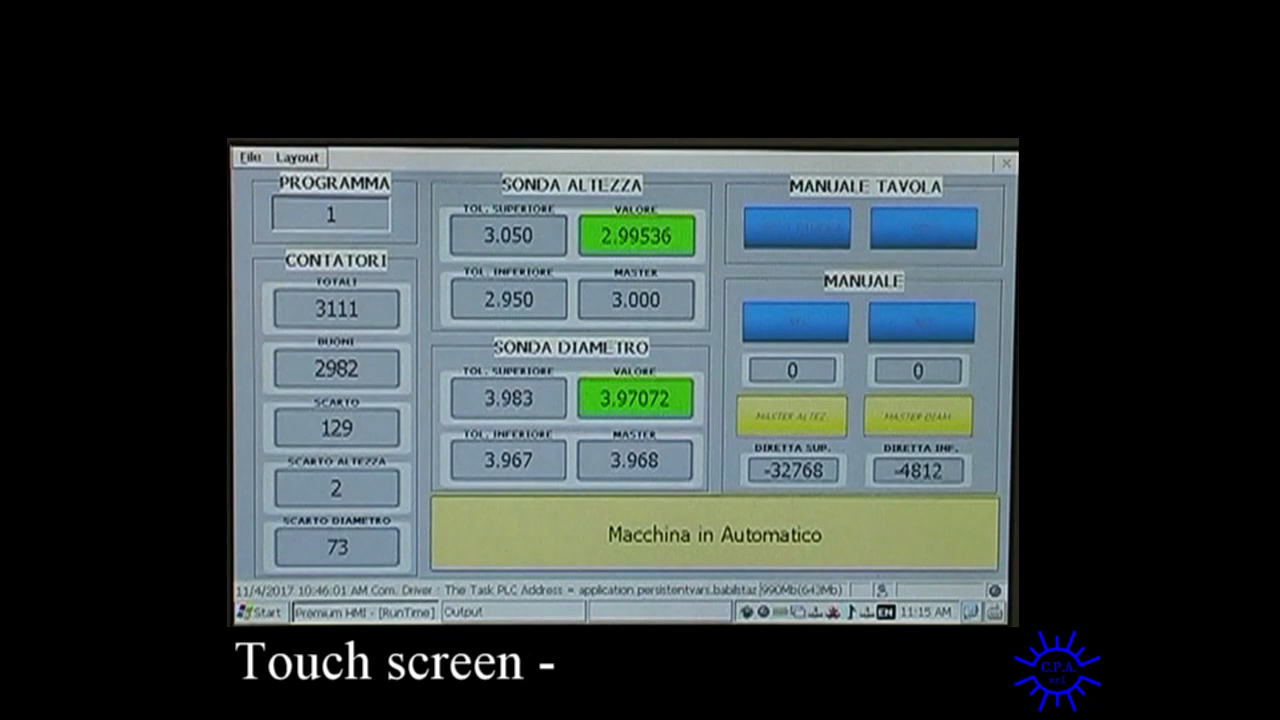 File Layout
PROGRAMMA
1
CONTATORI
TOTALI
3111
BUONI
2982
SCARTO
129
SCARTO ALTEZZA
2
SCARTO DIAMETRO
73
SONDA ALTEZZA
TOL. SUPERIORE VALORE
3.050 2.99536
TOL. INFERIORE MASTER
2.950 3.000
SONDA DIAMETRO
TOL. SUPERIORE VALORE
3.983 3.97072
TOL. INFERIORE MASTER
3.967 3.968
MANUALE TAVOLA
MANUALE
0 0
MASTER ALTEZ. MASTER DIAM.
DIRETTA SUP. DIRETTA INF.
-32768 -4812
Macchina in Automatico
11/4/2017 10:46:01 AM Com. Driver : The Task PLC Address = application.persistentvars.babilstaz 990Mb(643Mb)
Start Premium HMI - [RunTime] Output EN 11:15 AM
Touch screen -
C.P.A.
srl